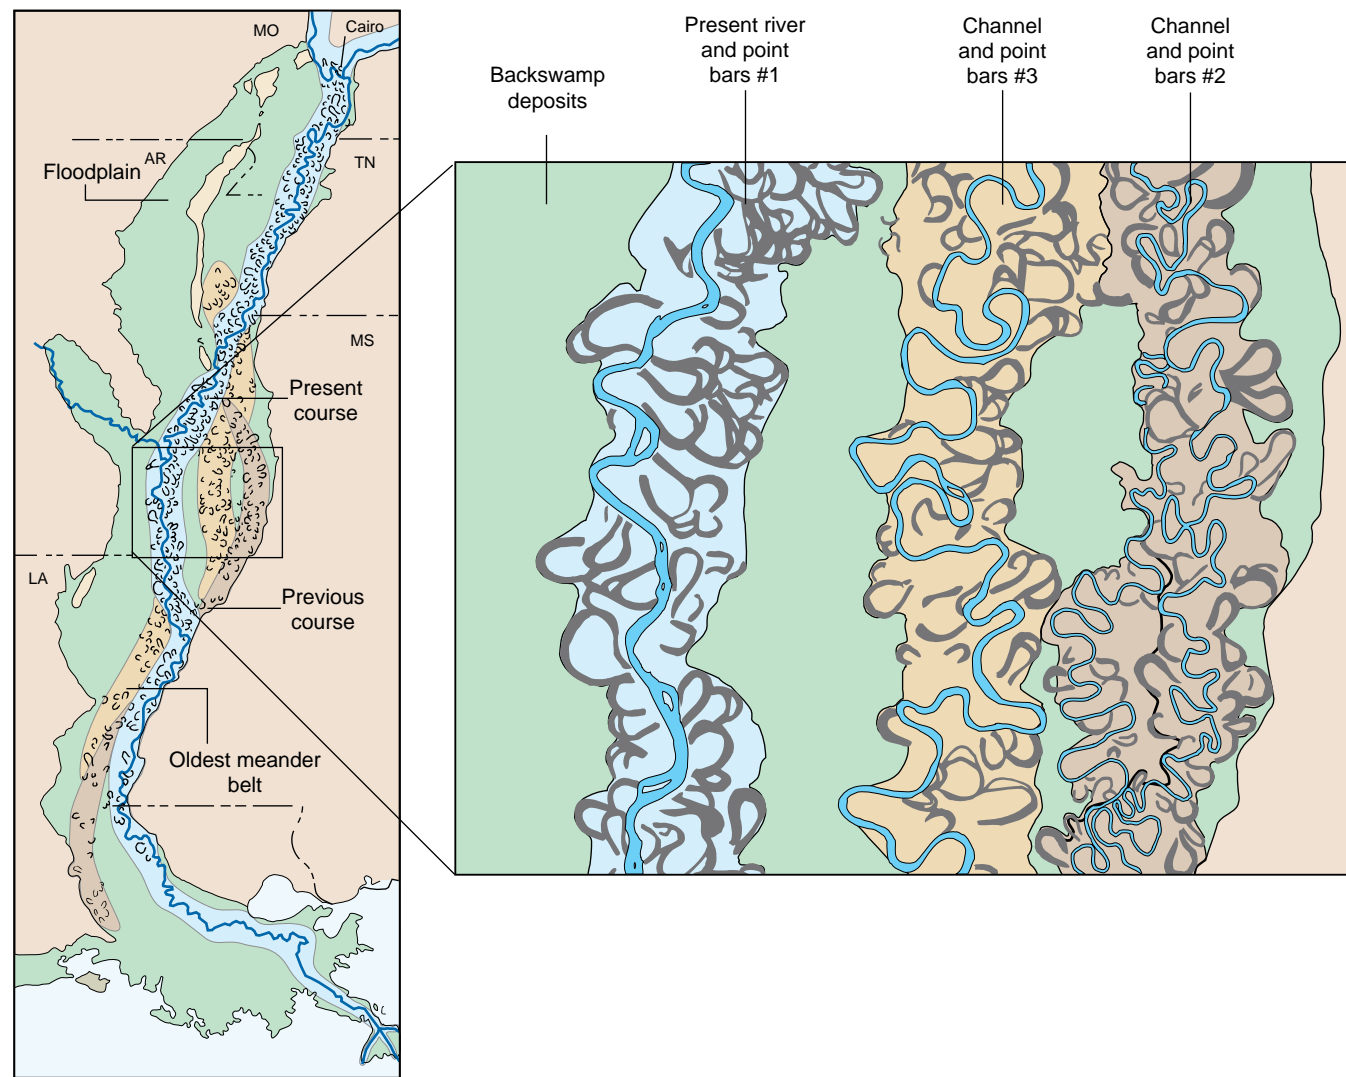 MO
Cairo
AR
TN
Floodplain
MS
Present
course
LA
Previous
course
Oldest meander
belt
Backswamp
deposits
Present river
and point
bars #1
Channel
and point
bars #3
Channel
and point
bars #2